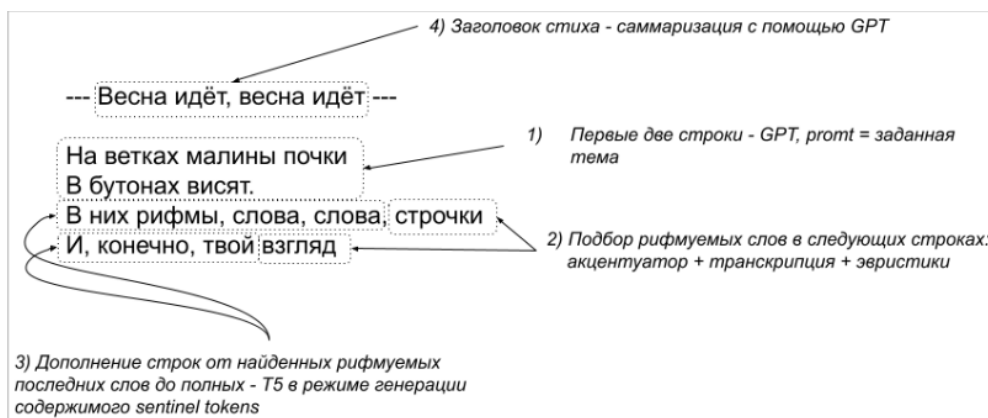 4) Заголовок стиха - саммаризация с помощью GPT
--- Весна идёт, весна идёт ---
1) Первые две строки - GPT, promt = заданная
тема
На ветках малины почки
В бутонах висят.
В них рифмы, слова, слова, строчки
И, конечно, твой взгляд
2) Подбор рифмуемых слов в следующих строках:
акцентуатор + транскрипция + эвристики
3) Дополнение строк от найденных рифмуемых
последних слов до полных - T5 в режиме генерации
содержимого sentinel tokens